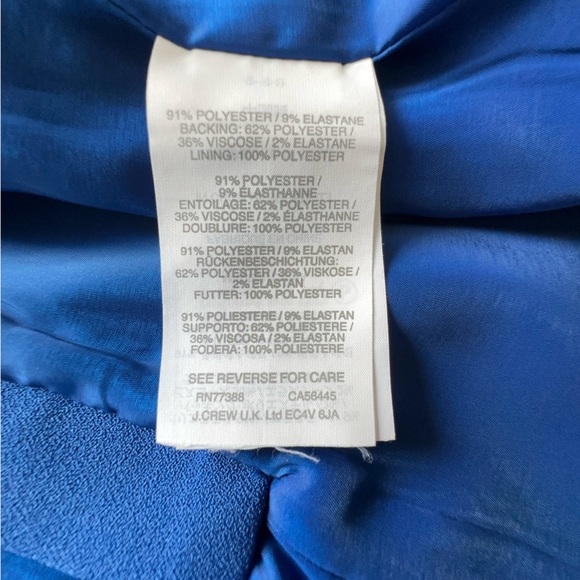 91% POLYESTER / 9% ELASTANE
BACKING: 62% POLYESTER /
36% VISCOSE / 2% ELASTANE
LINING: 100% POLYESTER
91% POLYESTER /
9% ÉLASTHANNE
ENTOILAGE: 62% POLYESTER /
36% VISCOSE / 2% ÉLASTHANNE
DOUBLURE: 100% POLYESTER
91% POLYESTER / 9% ELASTAN
RÜCKENBESCHICHTUNG:
62% POLYESTER / 36% VISKOSE /
2% ELASTAN
FUTTER: 100% POLYESTER
91% POLIESTERE / 9% ELASTAN
SUPPORTO: 62% POLIESTERE /
36% VISCOSA / 2% ELASTAN
FODERA: 100% POLIESTERE
SEE REVERSE FOR CARE
RN77388 CA56445
J.CREW U.K. Ltd EC4V 6JA